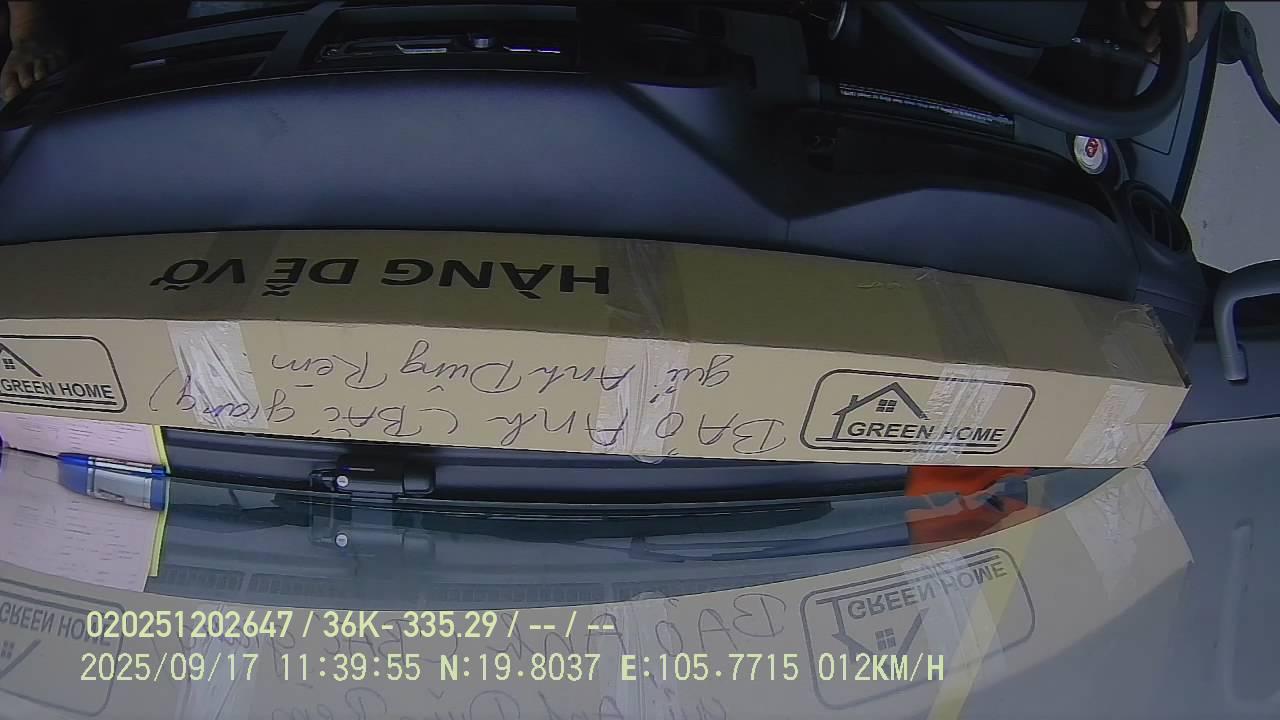 HÀNG DỄ VỠ
gửi Anh Dũng Rèm
BẢO Anh (BẮC giang)
GREEN HOME
GREEN HOME
020251202647 / 36K-335.29 / -- / --
2025/09/17 11:39:55 N:19.8037 E:105.7715 012KM/H